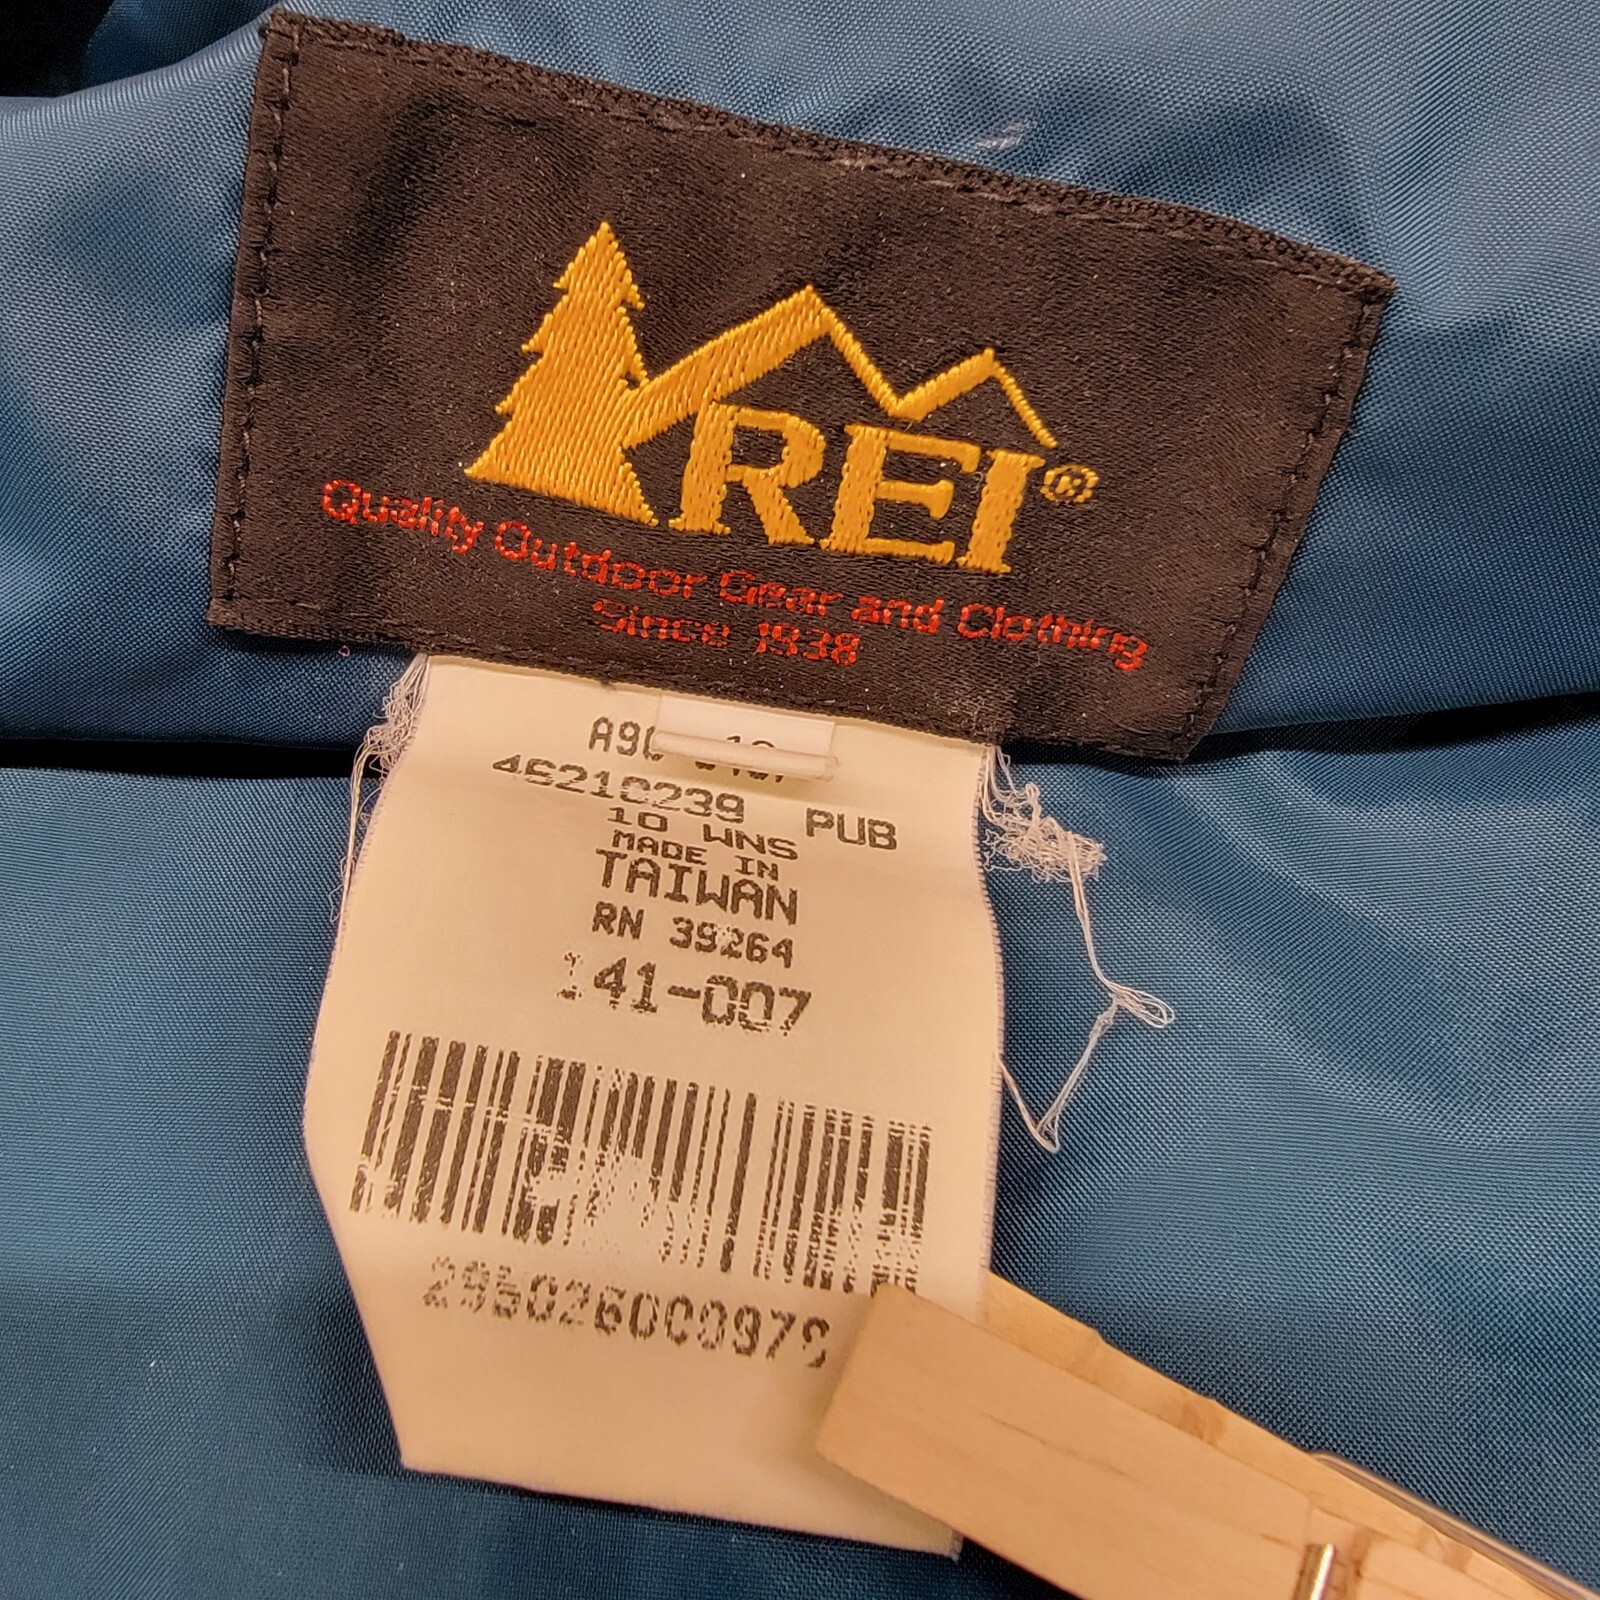 REI®
Quality Outdoor Gear and Clothing
Since 1938
10
46210239 PUB
10 WNS
MADE IN
TAIWAN
RN 39264
141-007